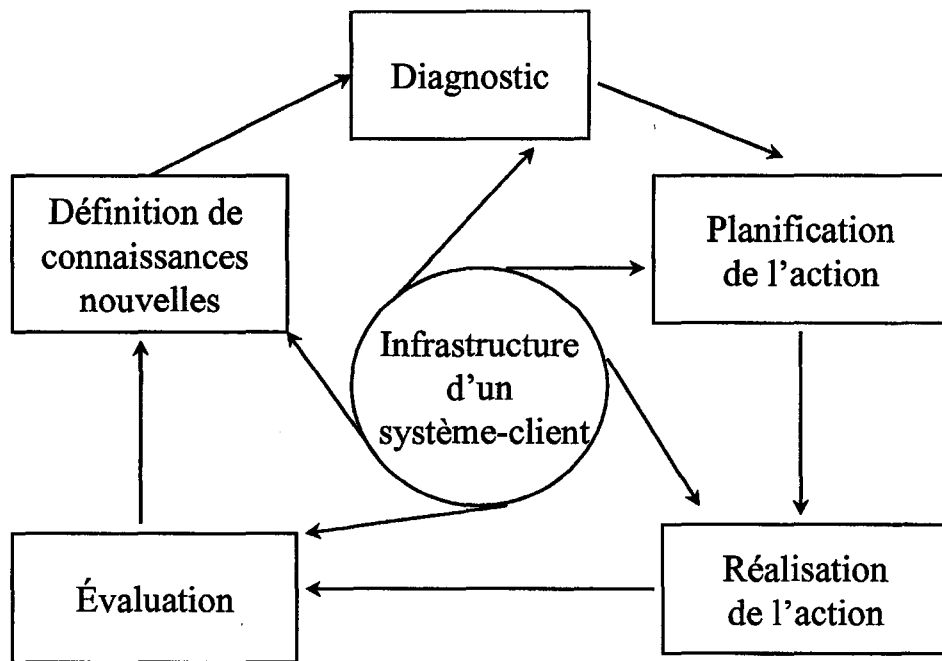 Diagnostic
Définition de
connaissances
nouvelles
Planification
de l'action
Infrastructure
d'un
système-client
Évaluation
Réalisation
de l'action